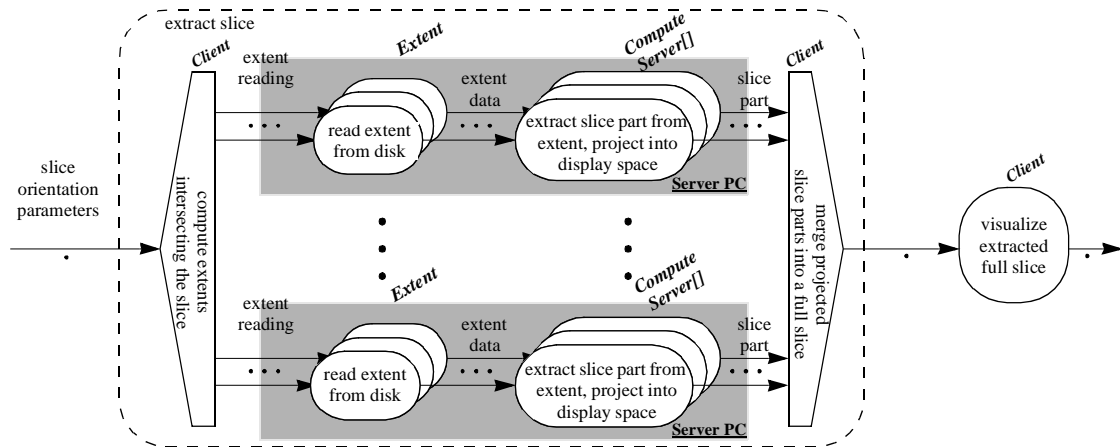 extract slice
Client
extent
reading
Extent
extent
data
Compute
Server[]
slice
part
Client
read extent
from disk
extract slice part from
extent, project into
display space
Server PC
slice
orientation
parameters
compute extents
intersecting the slice
merge projected
slice parts into a full slice
Client
visualize
extracted
full slice
extent
reading
Extent
extent
data
Compute
Server[]
slice
part
read extent
from disk
extract slice part from
extent, project into
display space
Server PC